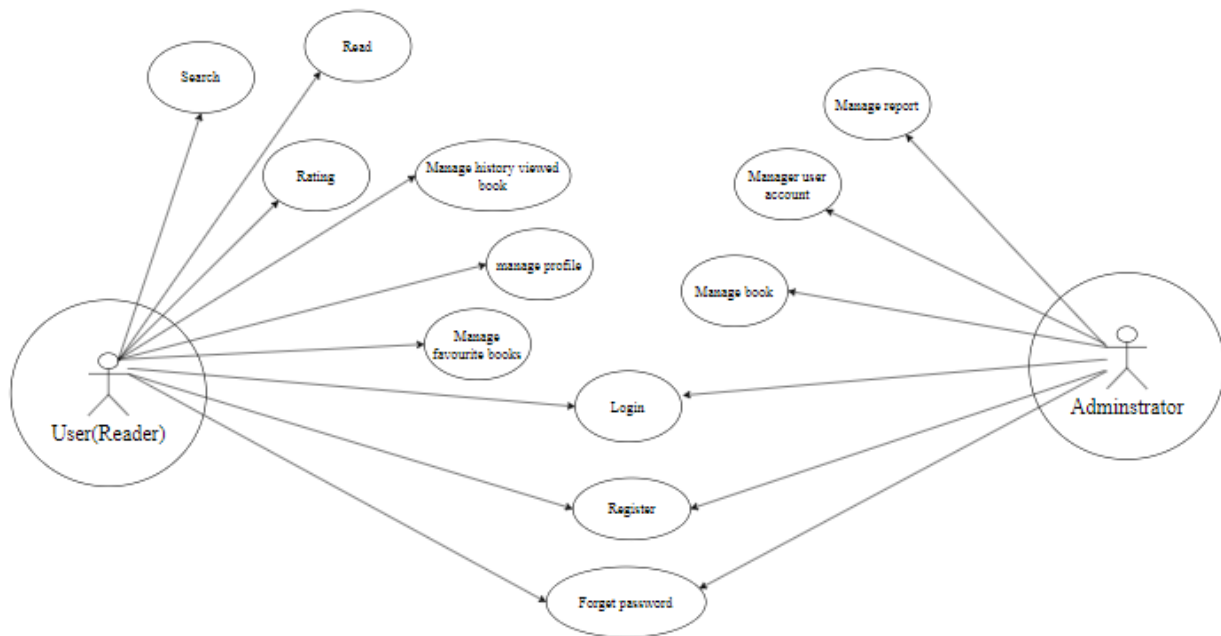 Read
Search
Manage report
Rating
Manage history viewed
book
Manager user
account
manage profile
Manage book
Manage
favourite books
Login
Adminstrator
User(Reader)
Register
Forget password